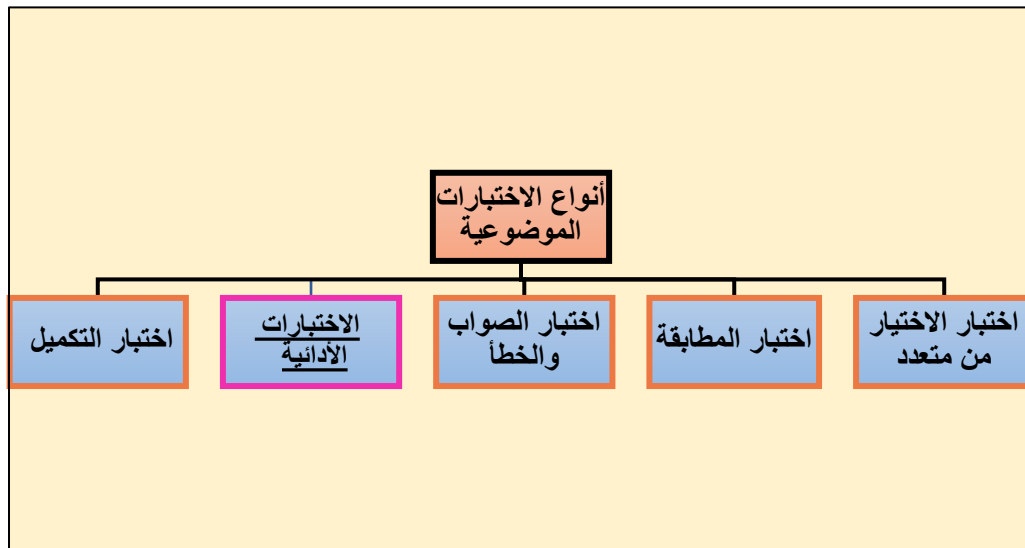 أنواع الاختبارات
الموضوعية
اختبار الاختيار
من متعدد
اختبار المطابقة
اختبار الصواب
والخطأ
الاختبارات
الأدائية
اختبار التكميل